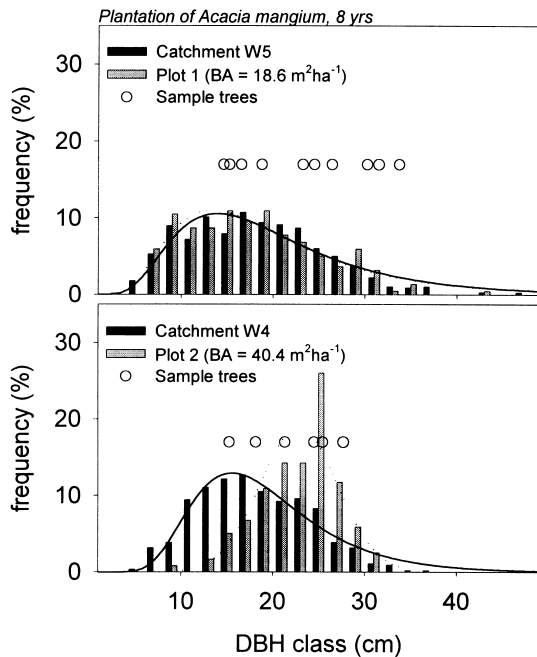 Plantation of Acacia mangium, 8 yrs
30
20
10
0
frequency (%)
Catchment W5
Plot 1 (BA = 18.6 m²ha⁻¹)
Sample trees
30
20
10
0
frequency (%)
Catchment W4
Plot 2 (BA = 40.4 m²ha⁻¹)
Sample trees
10 20 30 40
DBH class (cm)